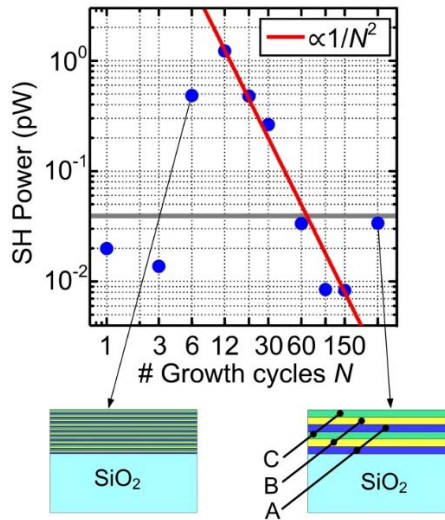 ∝1/N²
10⁰
10⁻¹
10⁻²
SH Power (pW)
1 3 6 12 30 60 150
# Growth cycles N
SiO₂
C
B
A
SiO₂